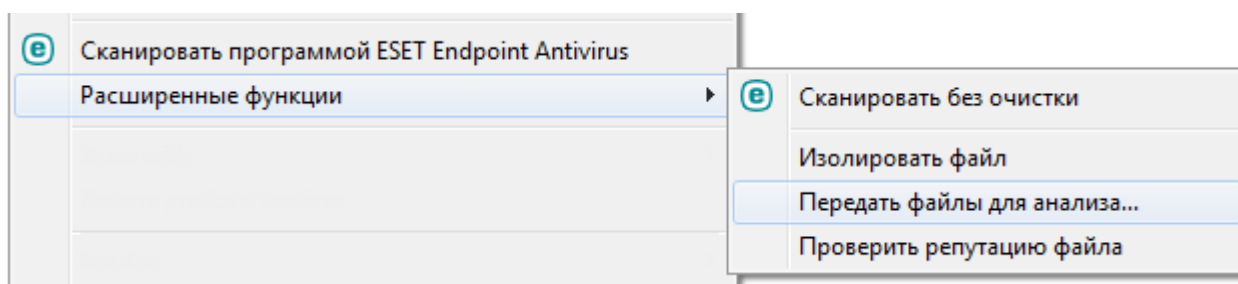 Сканировать программой ESET Endpoint Antivirus
Расширенные функции
Сканировать без очистки
Изолировать файл
Передать файлы для анализа...
Проверить репутацию файла